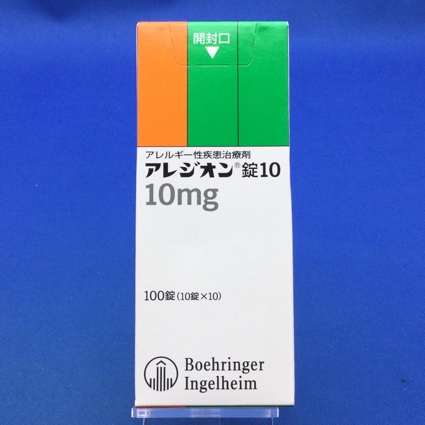 開封口
アレルギー性疾患治療剤
アレジオン®錠10
10mg
100錠(10錠×10)
Boehringer
Ingelheim